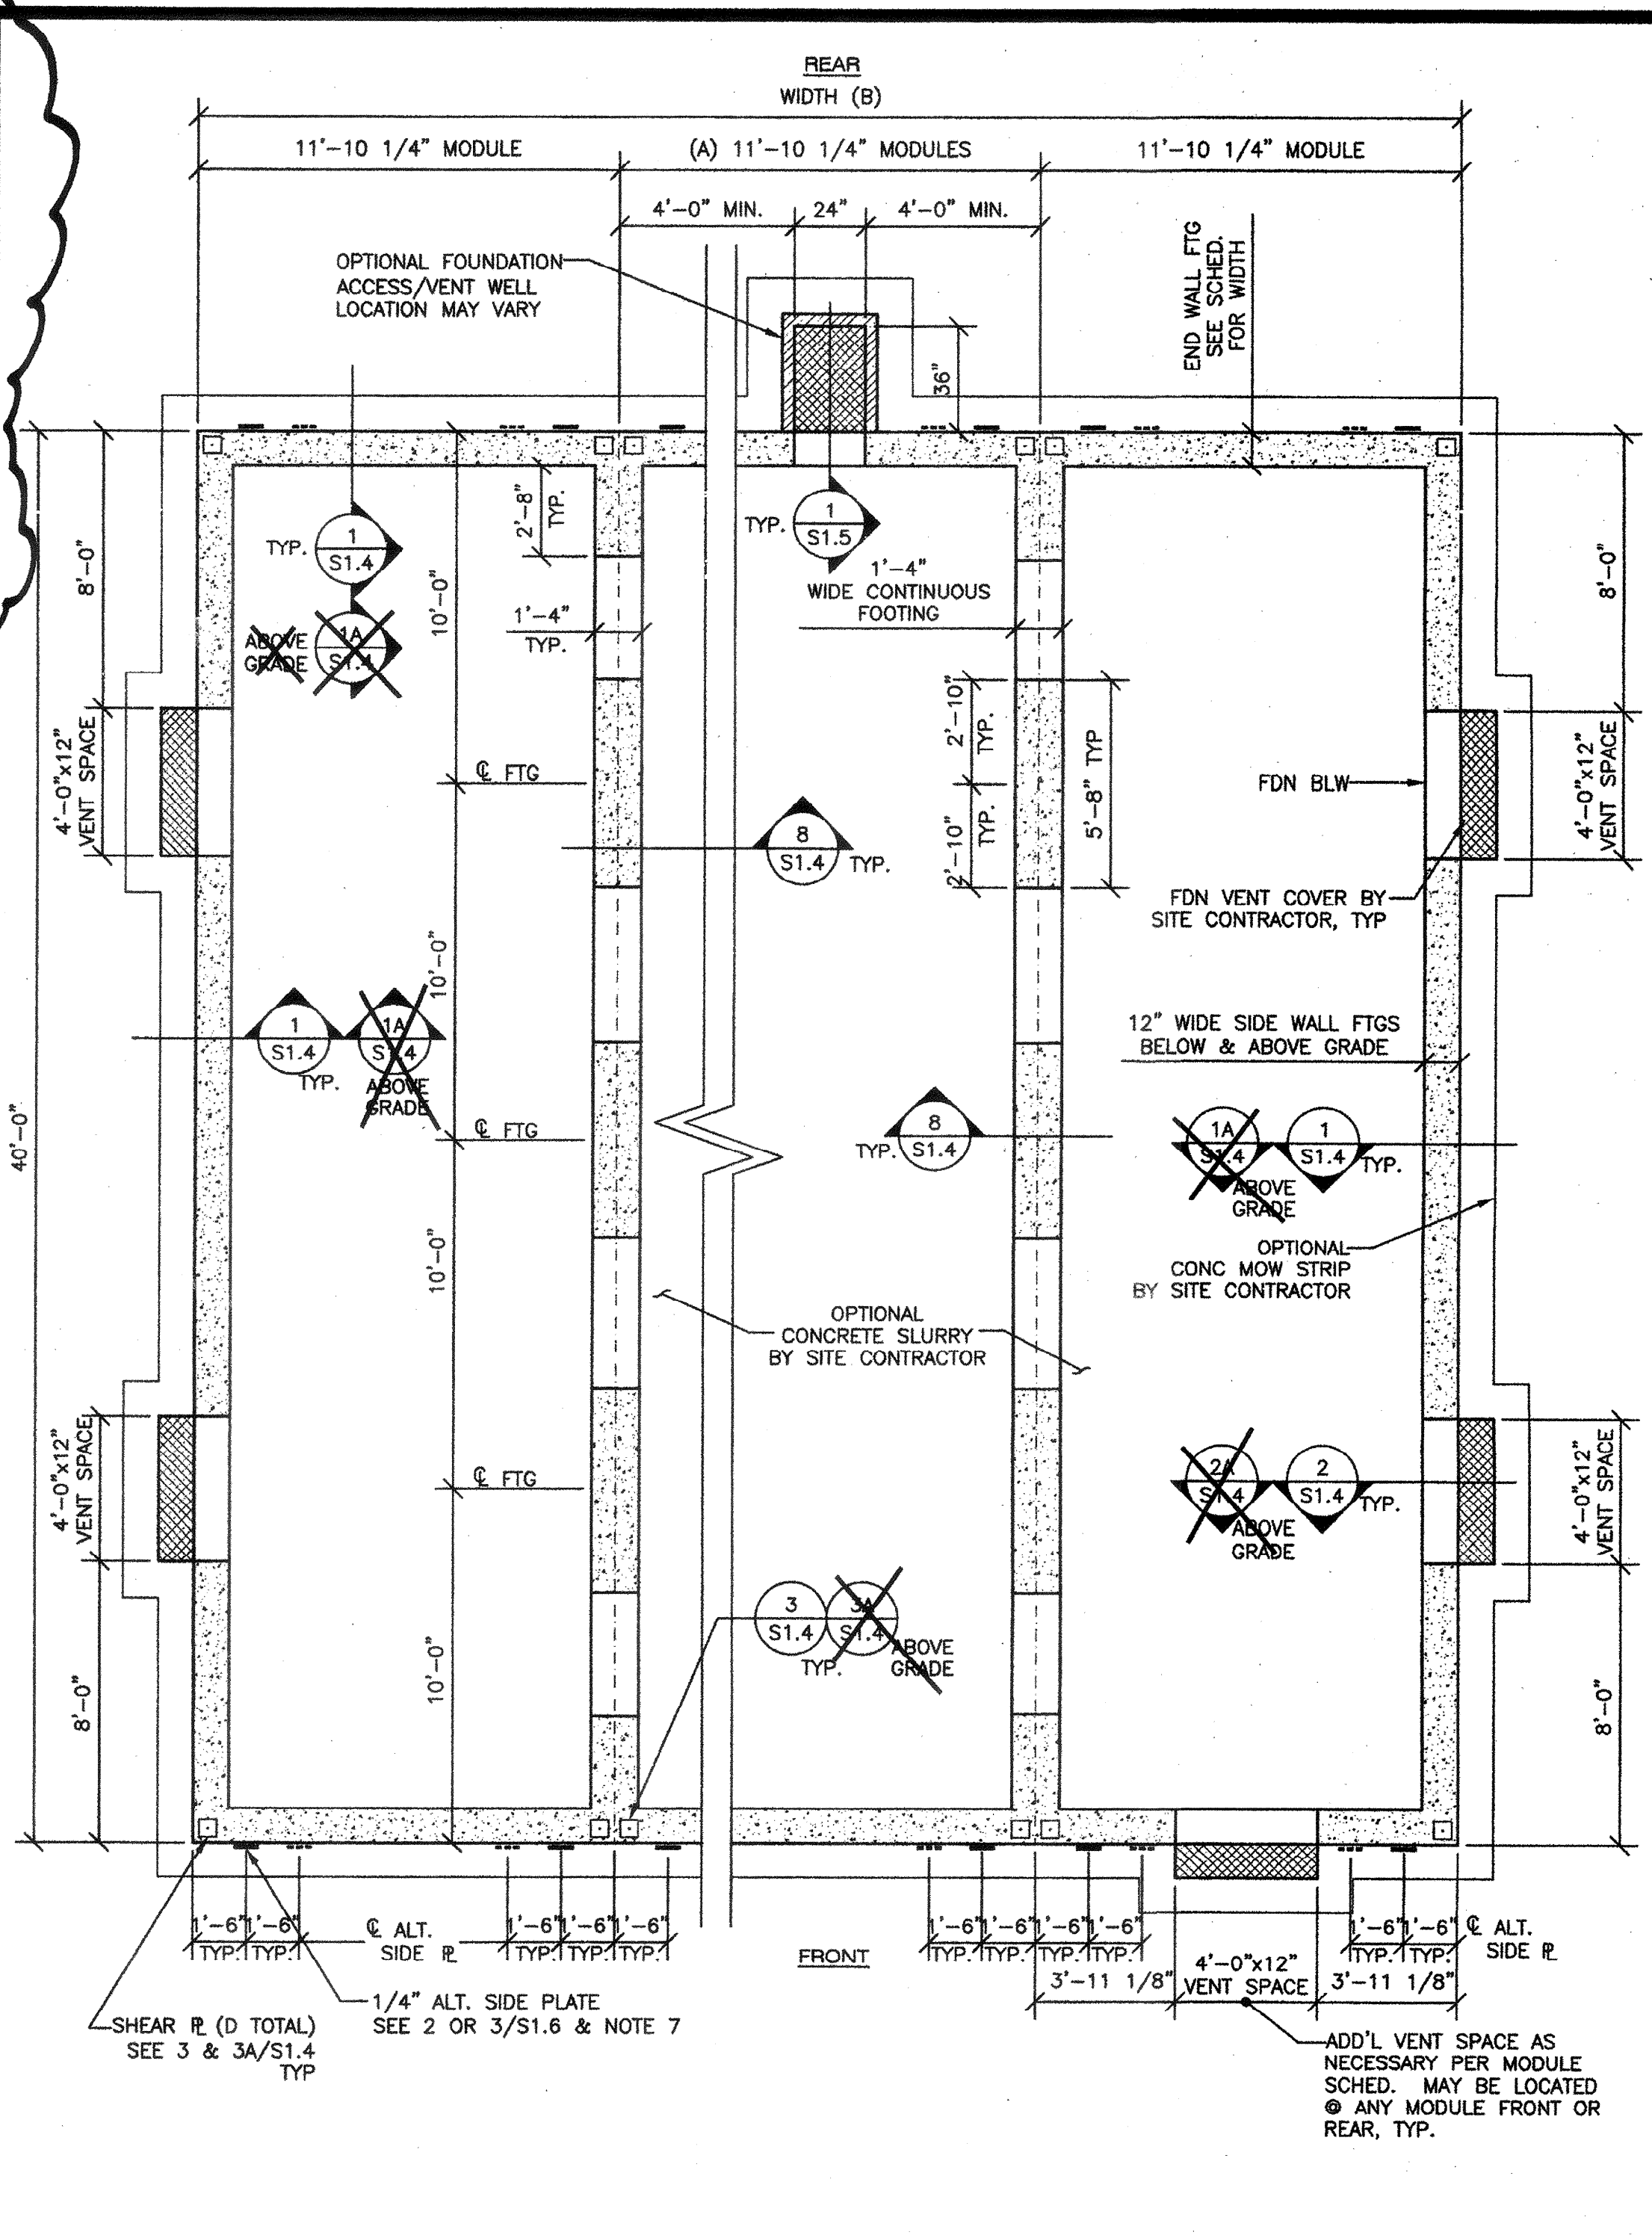 REAR
WIDTH (B)
11'-10 1/4" MODULE
(A) 11'-10 1/4" MODULES
11'-10 1/4" MODULE
4'-0" MIN.
24"
4'-0" MIN.
OPTIONAL FOUNDATION
ACCESS/VENT WELL
LOCATION MAY VARY
36"
END WALL FTG
SEE SCHED.
FOR WIDTH
8'-0"
TYP.
1
S1.4
ABOVE
GRADE
1A
S1.4
10'-0"
2'-8"
TYP.
1'-4"
TYP.
TYP.
1
S1.5
1'-4"
WIDE CONTINUOUS
FOOTING
8'-0"
4'-0"x12"
VENT SPACE
℄ FTG
2'-10"
TYP.
2'-10"
TYP.
5'-8" TYP
FDN BLW
4'-0"x12"
VENT SPACE
8
S1.4
TYP.
FDN VENT COVER BY
SITE CONTRACTOR, TYP
10'-0"
1
S1.4
TYP.
1A
S1.4
ABOVE
GRADE
12" WIDE SIDE WALL FTGS
BELOW & ABOVE GRADE
40'-0"
℄ FTG
8
S1.4
TYP.
1A
S1.4
ABOVE
GRADE
1
S1.4
TYP.
10'-0"
OPTIONAL
CONC MOW STRIP
BY SITE CONTRACTOR
OPTIONAL
CONCRETE SLURRY
BY SITE CONTRACTOR
4'-0"x12"
VENT SPACE
℄ FTG
2A
S1.4
ABOVE
GRADE
2
S1.4
TYP.
4'-0"x12"
VENT SPACE
3
S1.4
TYP.
3A
S1.4
ABOVE
GRADE
8'-0"
10'-0"
8'-0"
1'-6"
TYP.
1'-6"
TYP.
℄ ALT.
SIDE ⅊
1'-6"
TYP.
1'-6"
TYP.
1'-6"
TYP.
FRONT
1'-6"
TYP.
1'-6"
TYP.
1'-6"
TYP.
1'-6"
TYP.
1'-6"
TYP.
1'-6"
TYP.
℄ ALT.
SIDE ⅊
3'-11 1/8"
4'-0"x12"
VENT SPACE
3'-11 1/8"
1/4" ALT. SIDE PLATE
SEE 2 OR 3/S1.6 & NOTE 7
SHEAR ⅊ (D TOTAL)
SEE 3 & 3A/S1.4
TYP
ADD'L VENT SPACE AS
NECESSARY PER MODULE
SCHED. MAY BE LOCATED
@ ANY MODULE FRONT OR
REAR, TYP.